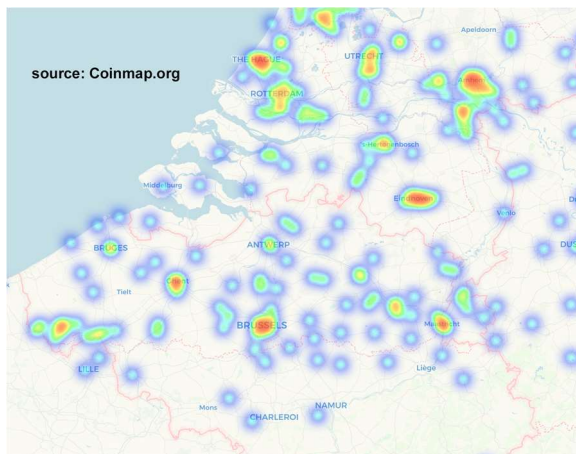 Apeldoorn
THE HAGUE
UTRECHT
source: Coinmap.org
ROTTERDAM
's-Hertogenbosch
Middelburg
Eindhoven
Venlo
BRUGES
ANTWERP
DUS
Ghent
Tielt
BRUSSELS
Maastricht
LILLE
Liège
Mons
NAMUR
CHARLEROI